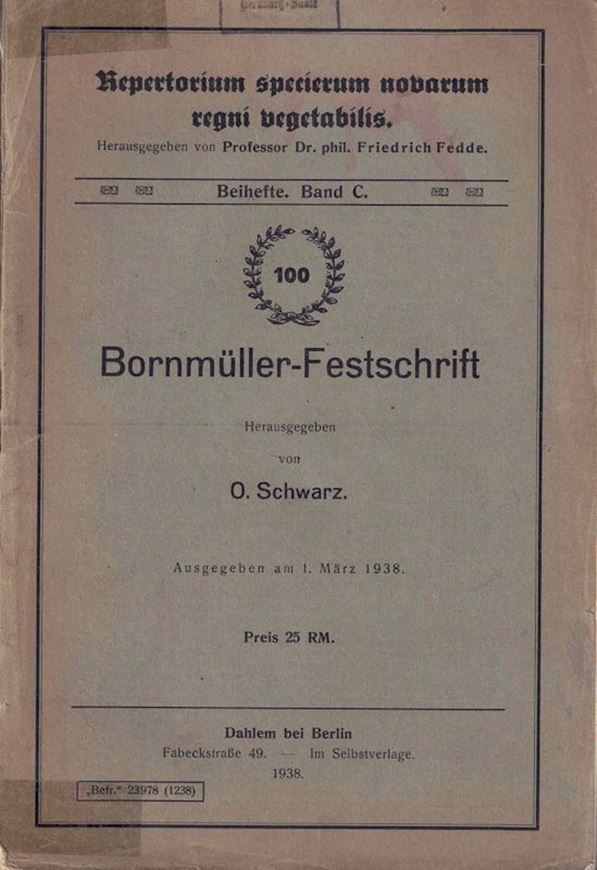 Repertorium specierum novarum
regni vegetabilis.
Herausgegeben von Professor Dr. phil. Friedrich Fedde.
Beihefte. Band C.
100
Bornmüller-Festschrift
Herausgegeben
von
O. Schwarz.
Ausgegeben am 1. März 1938.
Preis 25 RM.
Dahlem bei Berlin
Fabeckstraße 49. — Im Selbstverlage.
1938.
„Befr.“ 23978 (1238)